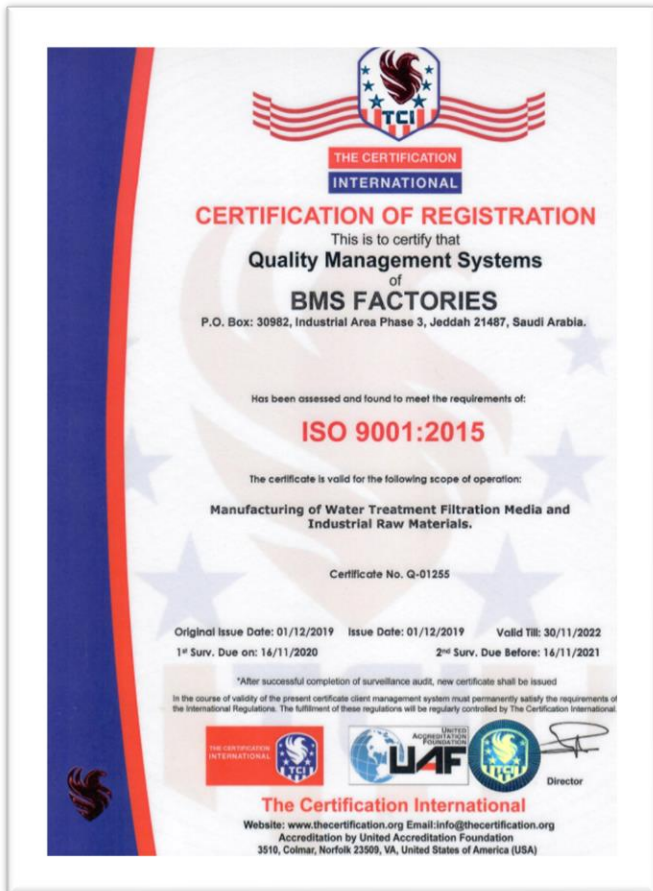 TCI
THE CERTIFICATION
INTERNATIONAL
CERTIFICATION OF REGISTRATION
This is to certify that
Quality Management Systems
of
BMS FACTORIES
P.O. Box: 30982, Industrial Area Phase 3, Jeddah 21487, Saudi Arabia.
Has been assessed and found to meet the requirements of:
ISO 9001:2015
The certificate is valid for the following scope of operation:
Manufacturing of Water Treatment Filtration Media and
Industrial Raw Materials.
Certificate No. Q-01255
Original Issue Date: 01/12/2019 Issue Date: 01/12/2019 Valid Till: 30/11/2022
1st Surv. Due on: 16/11/2020 2nd Surv. Due Before: 16/11/2021
*After successful completion of surveillance audit, new certificate shall be issued
In the course of validity of the present certificate client management system must permanently satisfy the requirements of
the International Regulations. The fulfillment of these regulations will be regularly controlled by The Certification International.
THE CERTIFICATION
INTERNATIONAL
TCI
UNITED
ACCREDITATION
FOUNDATION
UAF
TCI
Director
The Certification International
Website: www.thecertification.org Email:info@thecertification.org
Accreditation by United Accreditation Foundation
3510, Colmar, Norfolk 23509, VA, United States of America (USA)